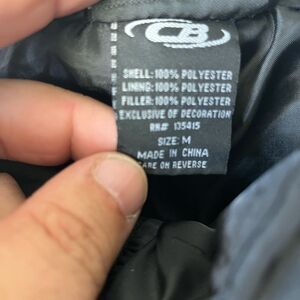 CB
SHELL: 100% POLYESTER
LINING: 100% POLYESTER
FILLER: 100% POLYESTER
EXCLUSIVE OF DECORATION
RN# 135415
SIZE: M
MADE IN CHINA
CARE ON REVERSE